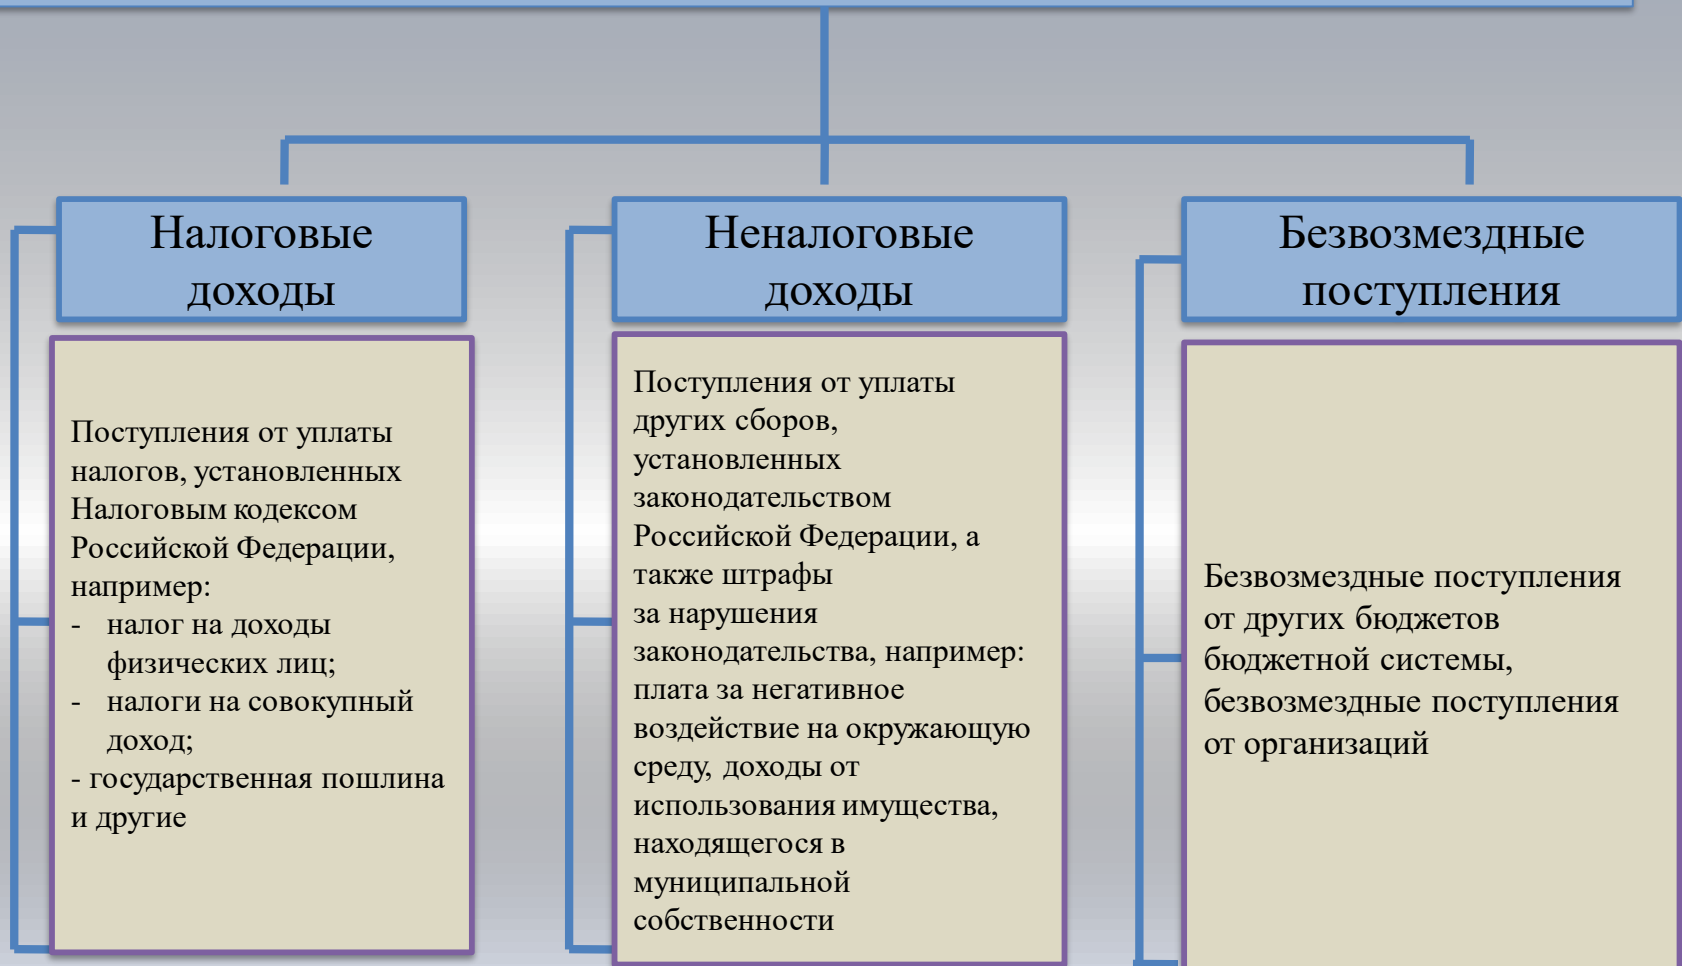 Налоговые
доходы
Поступления от уплаты
налогов, установленных
Налоговым кодексом
Российской Федерации,
например:
- налог на доходы
физических лиц;
- налоги на совокупный
доход;
- государственная пошлина
и другие
Неналоговые
доходы
Поступления от уплаты
других сборов,
установленных
законодательством
Российской Федерации, а
также штрафы
за нарушения
законодательства, например:
плата за негативное
воздействие на окружающую
среду, доходы от
использования имущества,
находящегося в
муниципальной
собственности
Безвозмездные
поступления
Безвозмездные поступления
от других бюджетов
бюджетной системы,
безвозмездные поступления
от организаций